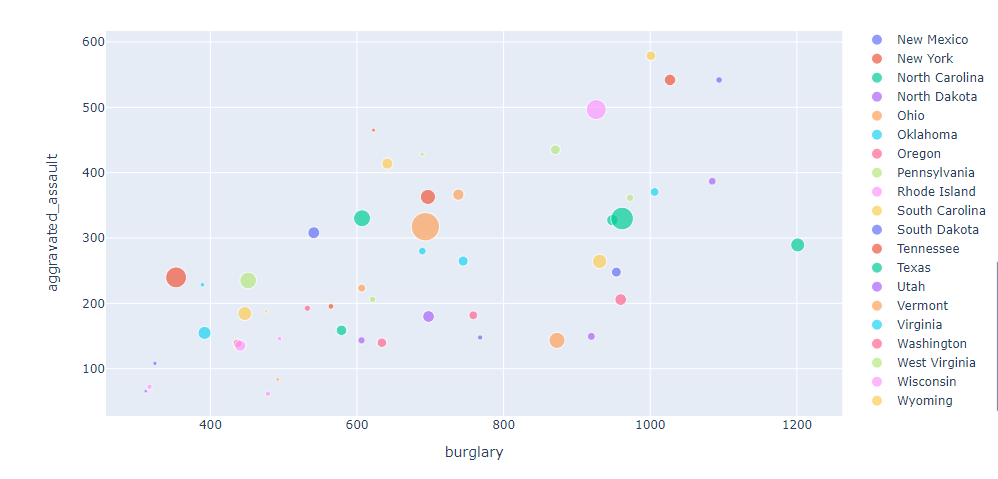 600
500
400
300
200
100
aggravated_assault
400
600
800
1000
1200
burglary
New Mexico
New York
North Carolina
North Dakota
Ohio
Oklahoma
Oregon
Pennsylvania
Rhode Island
South Carolina
South Dakota
Tennessee
Texas
Utah
Vermont
Virginia
Washington
West Virginia
Wisconsin
Wyoming